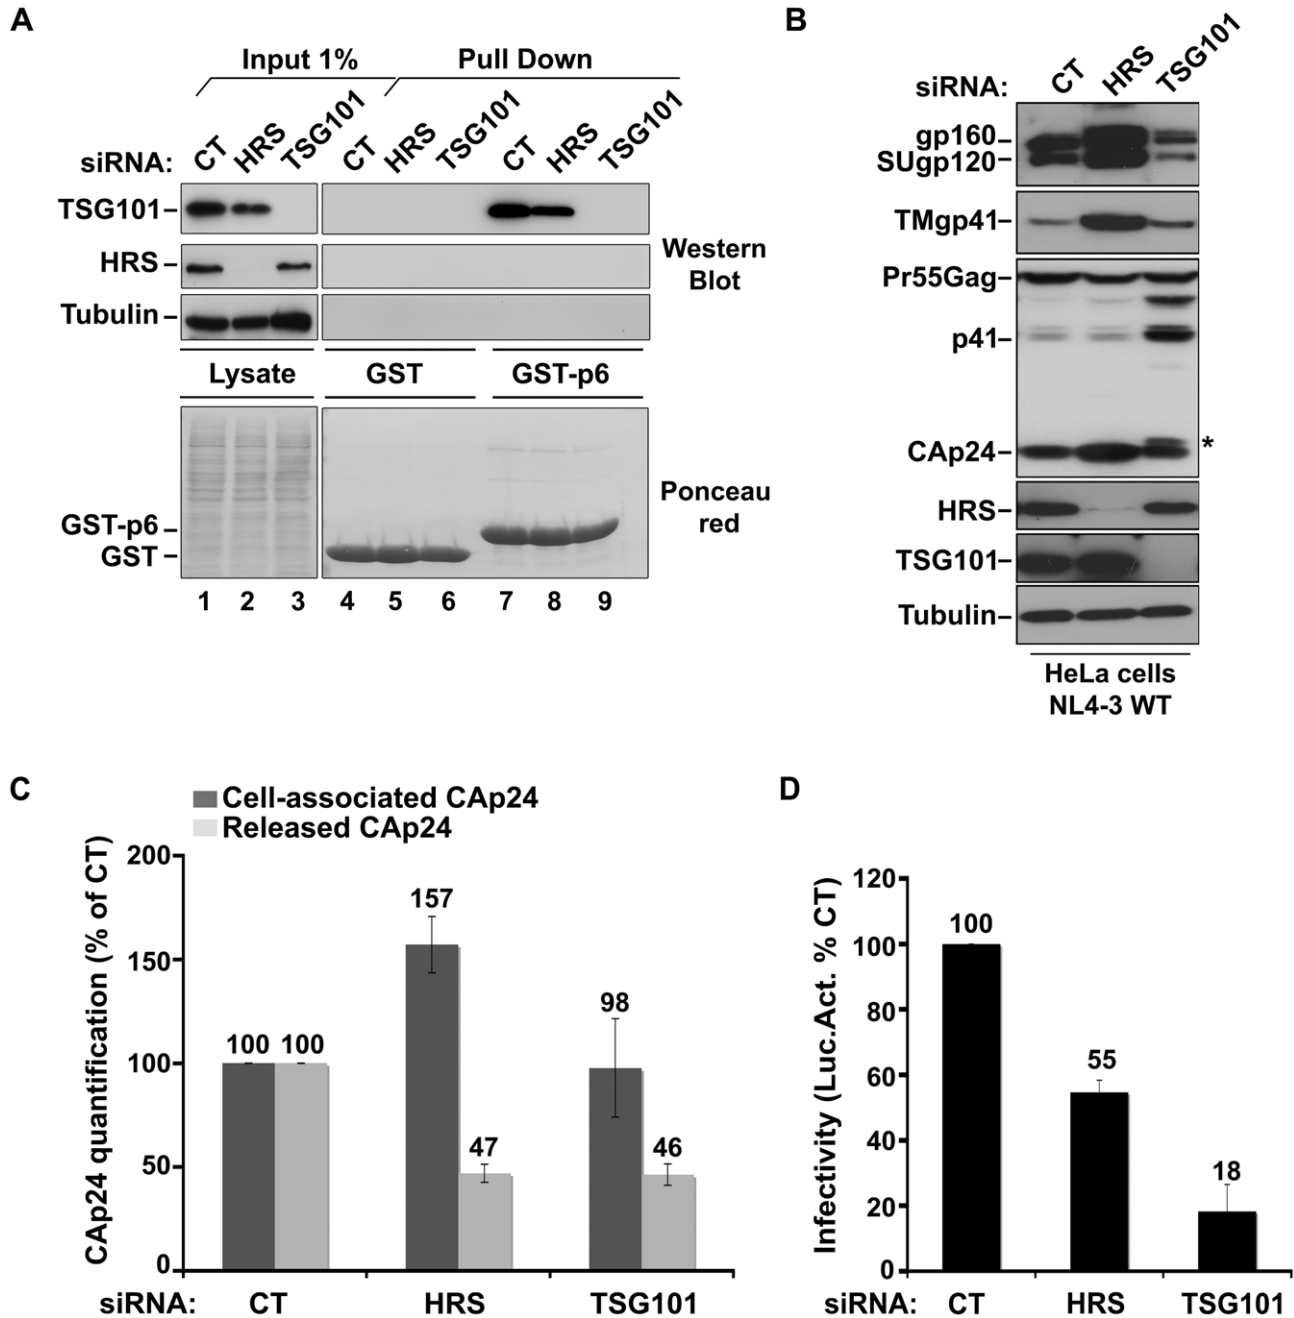 A
Input 1%
Pull Down
siRNA: CT HRS TSG101 CT HRS TSG101 CT HRS TSG101
TSG101
HRS
Tubulin
Western
Blot
Lysate GST GST-p6
GST-p6
GST
Ponceau
red
1 2 3 4 5 6 7 8 9
B
siRNA: CT HRS TSG101
gp160
SUgp120
TMgp41
Pr55Gag
p41
CAp24
*
HRS
TSG101
Tubulin
HeLa cells
NL4-3 WT
C
Cell-associated CAp24
Released CAp24
CAp24 quantification (% of CT)
200
150
100
50
0
100 100
157
47
98
46
siRNA: CT HRS TSG101
D
Infectivity (Luc.Act. % CT)
120
100
80
60
40
20
0
100
55
18
siRNA: CT HRS TSG101